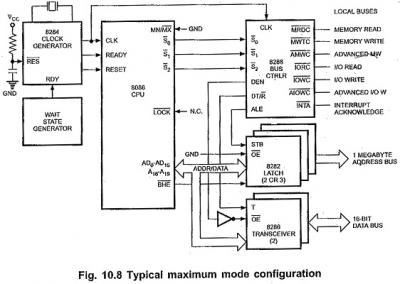 LOCAL BUSES
VCC
8284
CLOCK
GENERATOR
RES
RDY
GND
WAIT
STATE
GENERATOR
CLK
READY
RESET
MN/MX
GND
S0
S1
S2
8086
CPU
LOCK
N.C.
AD0-AD15
A16-A19
BHE
ADDR/DATA
CLK
S0
S1
S2
8288
BUS
CTRLR
DEN
DT/R
ALE
MRDC
MWTC
AMWC
IORC
IOWC
AIOWC
INTA
MEMORY READ
MEMORY WRITE
ADVANCED MW
I/O READ
I/O WRITE
ADVANCED I/O W
INTERRUPT
ACKNOWLEDGE
GND
STB
OE
8282
LATCH
(2 OR 3)
1 MEGABYTE
ADDRESS BUS
T
OE
8286
TRANSCEIVER
(2)
16-BIT
DATA BUS
Fig. 10.8 Typical maximum mode configuration